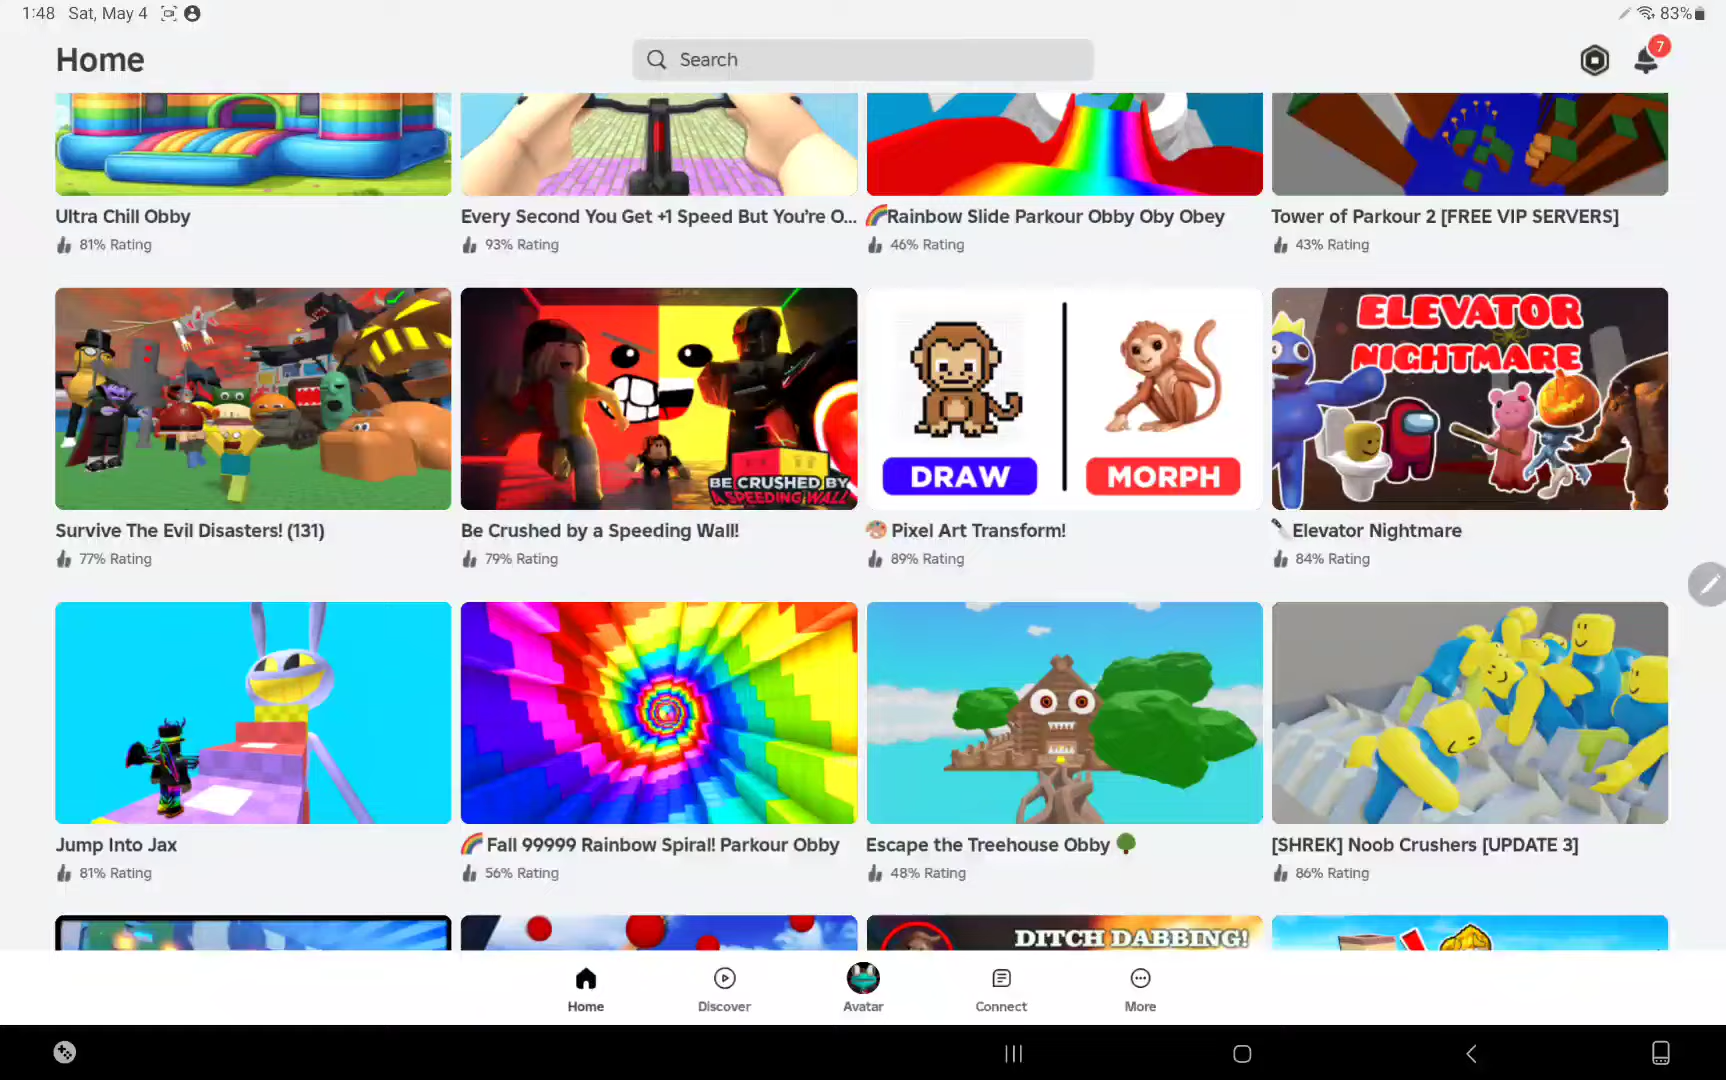 1:48 Sat, May 4
83%
Home
Search
7
Ultra Chill Obby
81% Rating
Every Second You Get +1 Speed But You're O...
93% Rating
🌈Rainbow Slide Parkour Obby Oby Obey
46% Rating
Tower of Parkour 2 [FREE VIP SERVERS]
43% Rating
BE CRUSHED BY
A SPEEDING WALL!
DRAW
MORPH
ELEVATOR
NIGHTMARE
Survive The Evil Disasters! (131)
77% Rating
Be Crushed by a Speeding Wall!
79% Rating
🎨 Pixel Art Transform!
89% Rating
🔪Elevator Nightmare
84% Rating
Jump Into Jax
81% Rating
🌈 Fall 99999 Rainbow Spiral! Parkour Obby
56% Rating
Escape the Treehouse Obby 🌳
48% Rating
[SHREK] Noob Crushers [UPDATE 3]
86% Rating
DITCH DABBING!
Home
Discover
Avatar
Connect
More